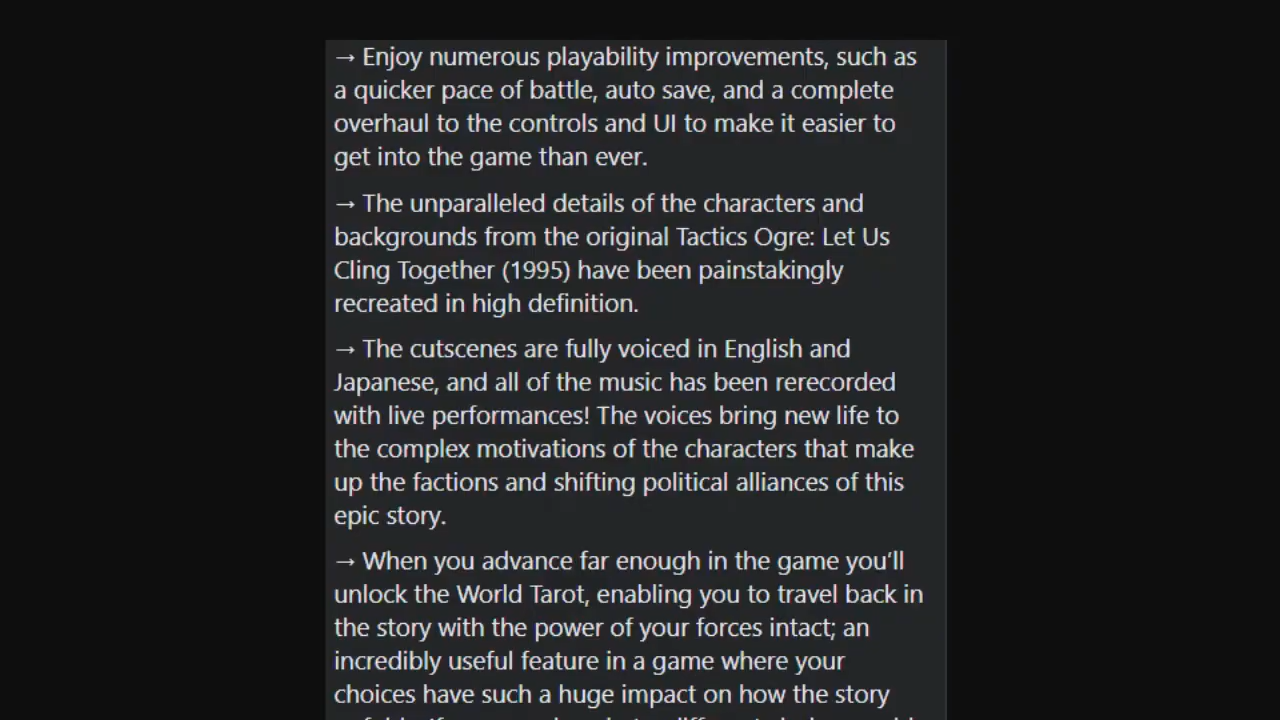 → Enjoy numerous playability improvements, such as
a quicker pace of battle, auto save, and a complete
overhaul to the controls and UI to make it easier to
get into the game than ever.
→ The unparalleled details of the characters and
backgrounds from the original Tactics Ogre: Let Us
Cling Together (1995) have been painstakingly
recreated in high definition.
→ The cutscenes are fully voiced in English and
Japanese, and all of the music has been rerecorded
with live performances! The voices bring new life to
the complex motivations of the characters that make
up the factions and shifting political alliances of this
epic story.
→ When you advance far enough in the game you’ll
unlock the World Tarot, enabling you to travel back in
the story with the power of your forces intact; an
incredibly useful feature in a game where your
choices have such a huge impact on how the story